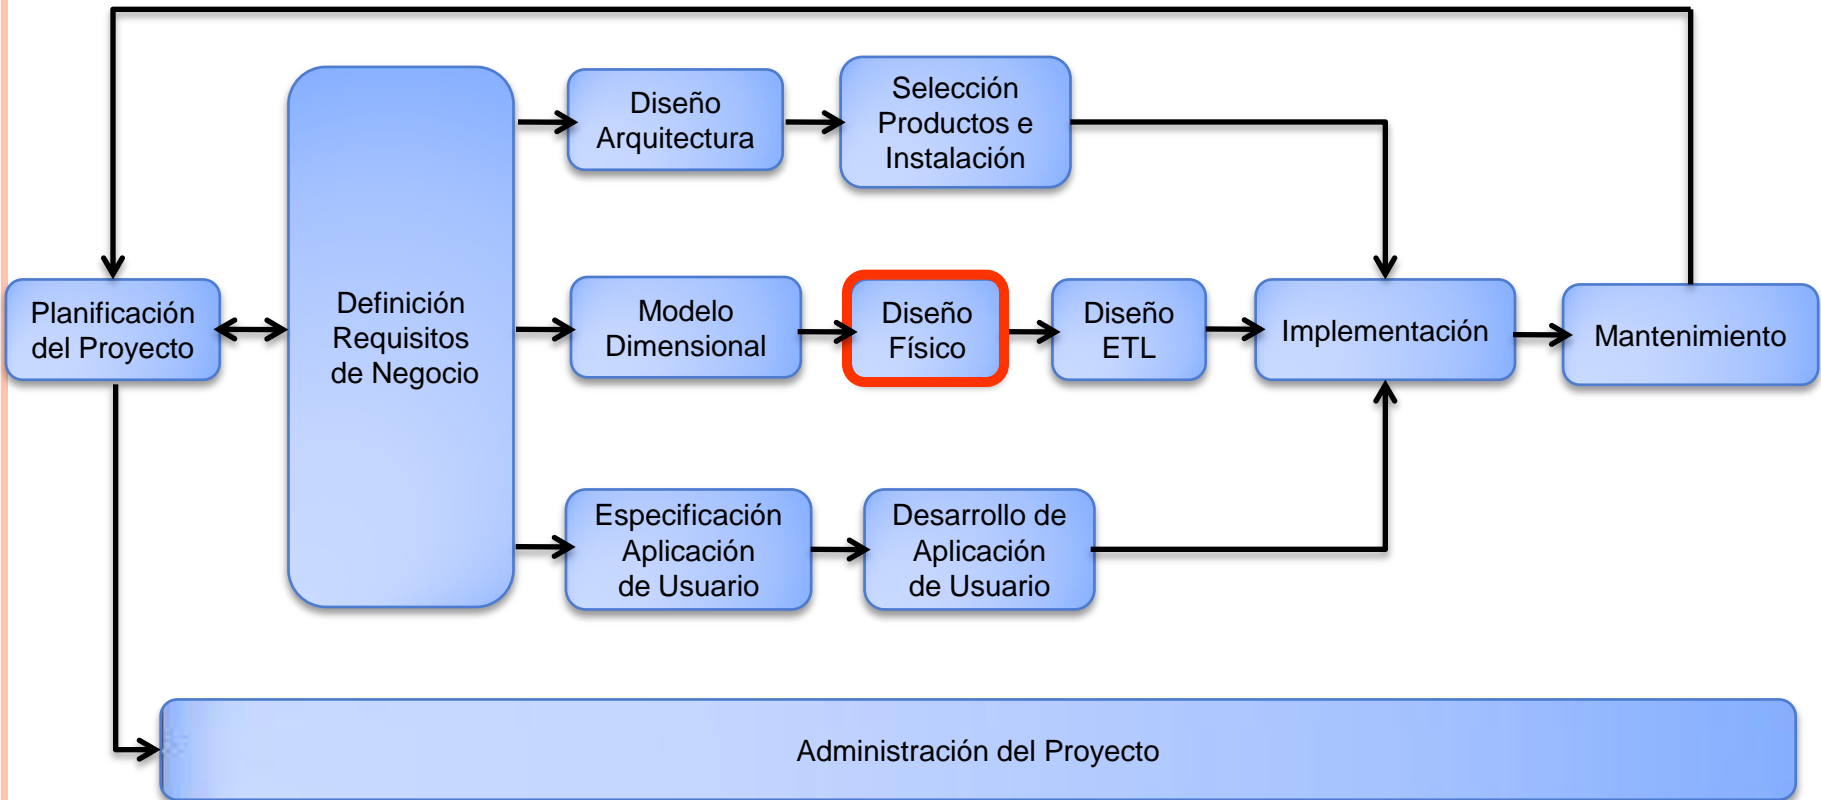 Diseño
Arquitectura
Selección
Productos e
Instalación
Planificación
del Proyecto
Definición
Requisitos
de Negocio
Modelo
Dimensional
Diseño
Físico
Diseño
ETL
Implementación
Mantenimiento
Especificación
Aplicación
de Usuario
Desarrollo de
Aplicación
de Usuario
Administración del Proyecto